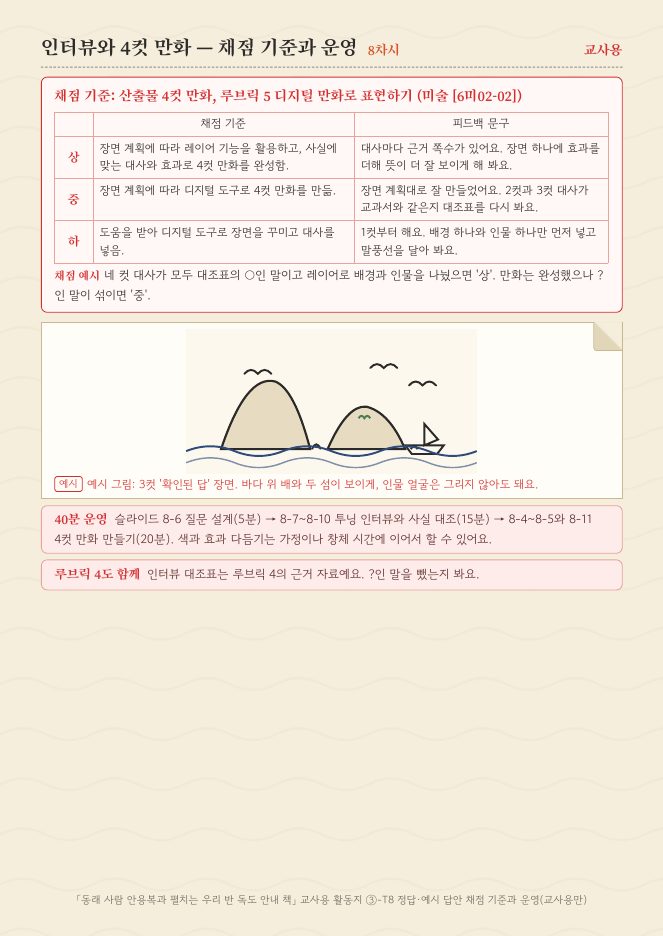 인터뷰와 4컷 만화 — 채점 기준과 운영 8차시 교사용
채점 기준: 산출물 4컷 만화, 루브릭 5 디지털 만화로 표현하기 (미술 [6미02-02])
채점 기준 피드백 문구
상 장면 계획에 따라 레이어 기능을 활용하고, 사실에 맞는 대사와 효과로 4컷 만화를 완성함. 대사마다 근거 쪽수가 있어요. 장면 하나에 효과를 더해 뜻이 더 잘 보이게 해 봐요.
중 장면 계획에 따라 디지털 도구로 4컷 만화를 만듦. 장면 계획대로 잘 만들었어요. 2컷과 3컷 대사가 교과서와 같은지 대조표를 다시 봐요.
하 도움을 받아 디지털 도구로 장면을 꾸미고 대사를 넣음. 1컷부터 해요. 배경 하나와 인물 하나만 먼저 넣고 말풍선을 달아 봐요.
채점 예시 네 컷 대사가 모두 대조표의 ○인 말이고 레이어로 배경과 인물을 나눴으면 '상'. 만화는 완성했으나 ?
인 말이 섞이면 '중'.
예시 예시 그림: 3컷 '확인된 답' 장면. 바다 위 배와 두 섬이 보이게, 인물 얼굴은 그리지 않아도 돼요.
40분 운영 슬라이드 8-6 질문 설계(5분) → 8-7~8-10 투닝 인터뷰와 사실 대조(15분) → 8-4~8-5와 8-11
4컷 만화 만들기(20분). 색과 효과 다듬기는 가정이나 창체 시간에 이어서 할 수 있어요.
루브릭 4도 함께 인터뷰 대조표는 루브릭 4의 근거 자료예요. ?인 말을 뺐는지 봐요.
「동래 사람 안용복과 펼치는 우리 반 독도 안내 책」 교사용 활동지 ③-T8 정답·예시 답안 채점 기준과 운영(교사용만)